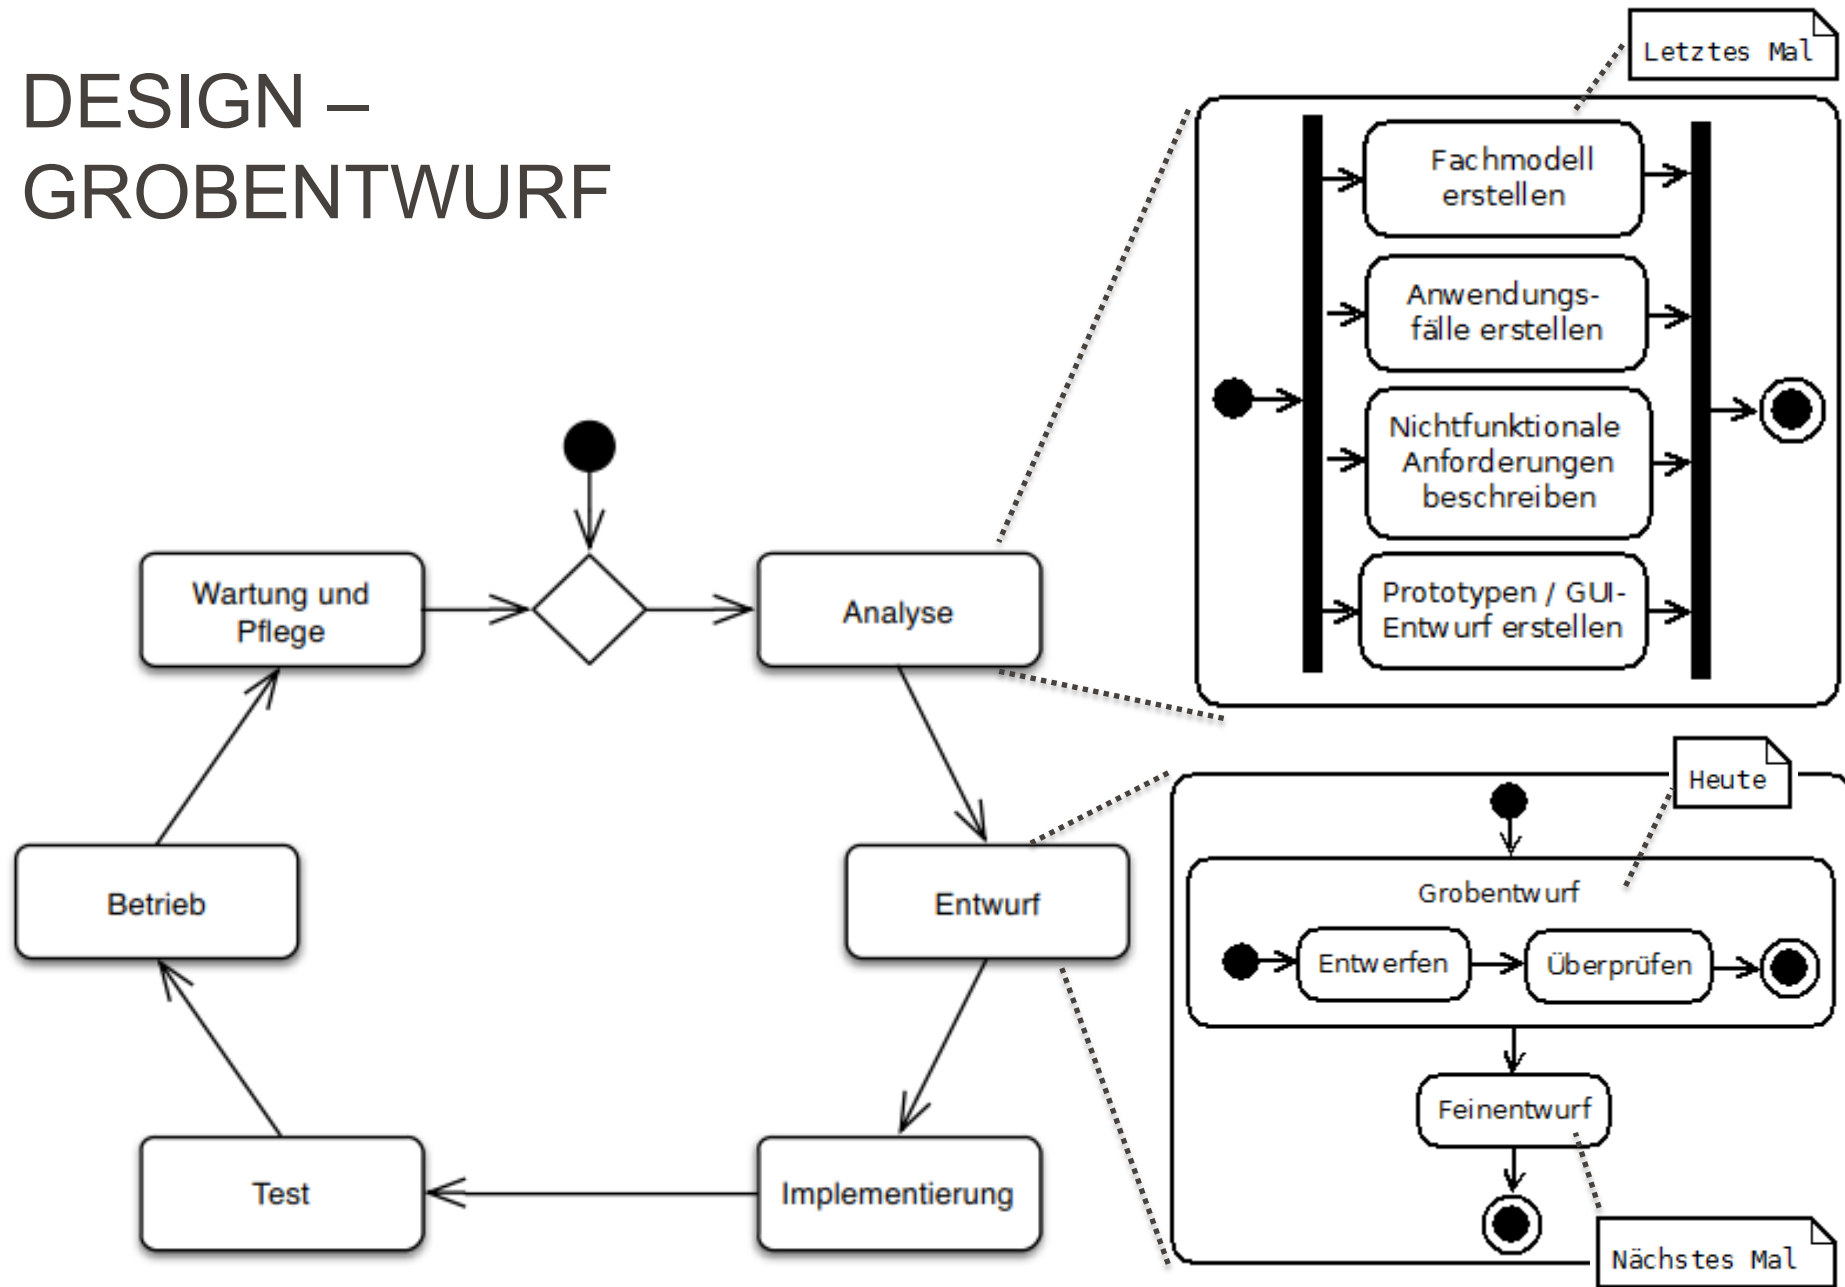 DESIGN –
GROBENTWURF
Letztes Mal
Fachmodell
erstellen
Anwendungs-
fälle erstellen
Nichtfunktionale
Anforderungen
beschreiben
Prototypen / GUI-
Entwurf erstellen
Wartung und
Pflege
Analyse
Heute
Grobentwurf
Entwerfen
Überprüfen
Betrieb
Entwurf
Feinentwurf
Test
Implementierung
Nächstes Mal